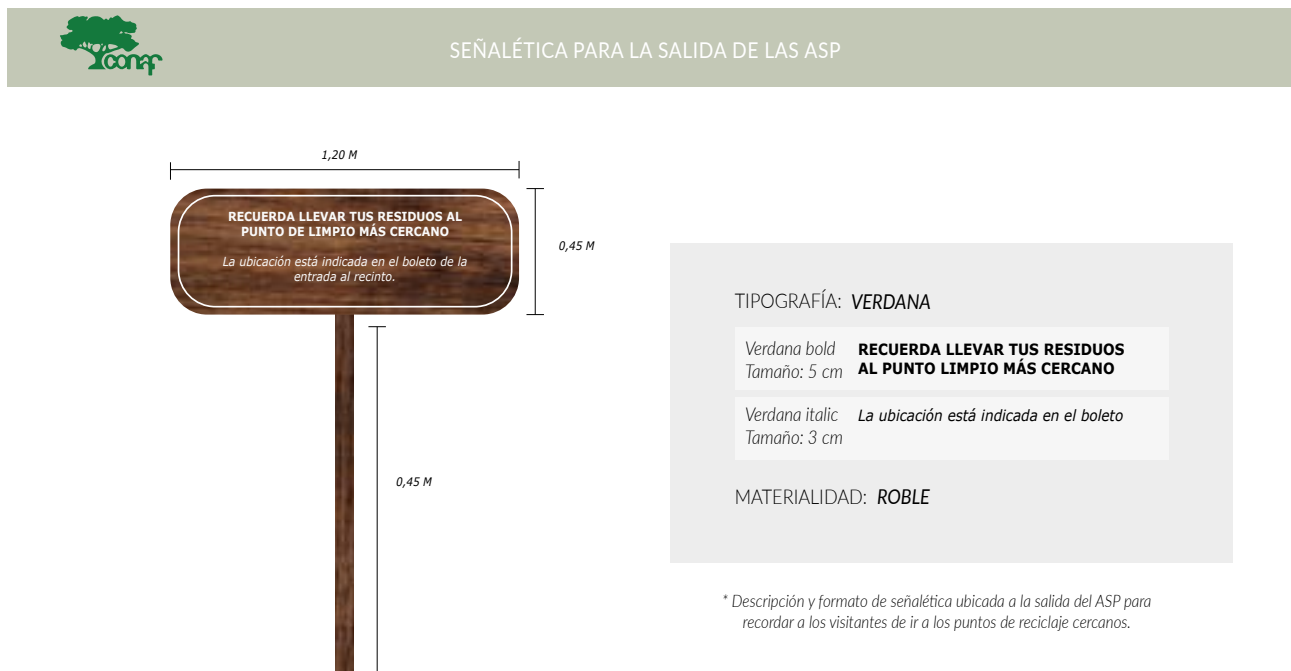 conaf
SEÑALÉTICA PARA LA SALIDA DE LAS ASP
1,20 M
RECUERDA LLEVAR TUS RESIDUOS AL
PUNTO DE LIMPIO MÁS CERCANO
La ubicación está indicada en el boleto de la
entrada al recinto.
0,45 M
0,45 M
TIPOGRAFÍA: VERDANA
Verdana bold
Tamaño: 5 cm
RECUERDA LLEVAR TUS RESIDUOS
AL PUNTO LIMPIO MÁS CERCANO
Verdana italic
Tamaño: 3 cm
La ubicación está indicada en el boleto
MATERIALIDAD: ROBLE
* Descripción y formato de señalética ubicada a la salida del ASP para
recordar a los visitantes de ir a los puntos de reciclaje cercanos.